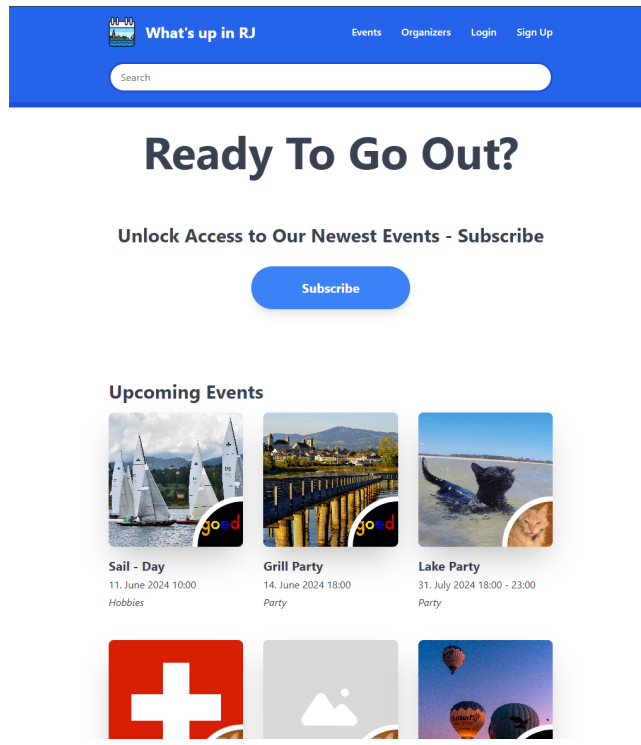 What's up in RJ
Events Organizers Login Sign Up
Search
Ready To Go Out?
Unlock Access to Our Newest Events - Subscribe
Subscribe
Upcoming Events
goed
goed
Sail - Day
11. June 2024 10:00
Hobbies
Grill Party
14. June 2024 18:00
Party
Lake Party
31. July 2024 18:00 - 23:00
Party